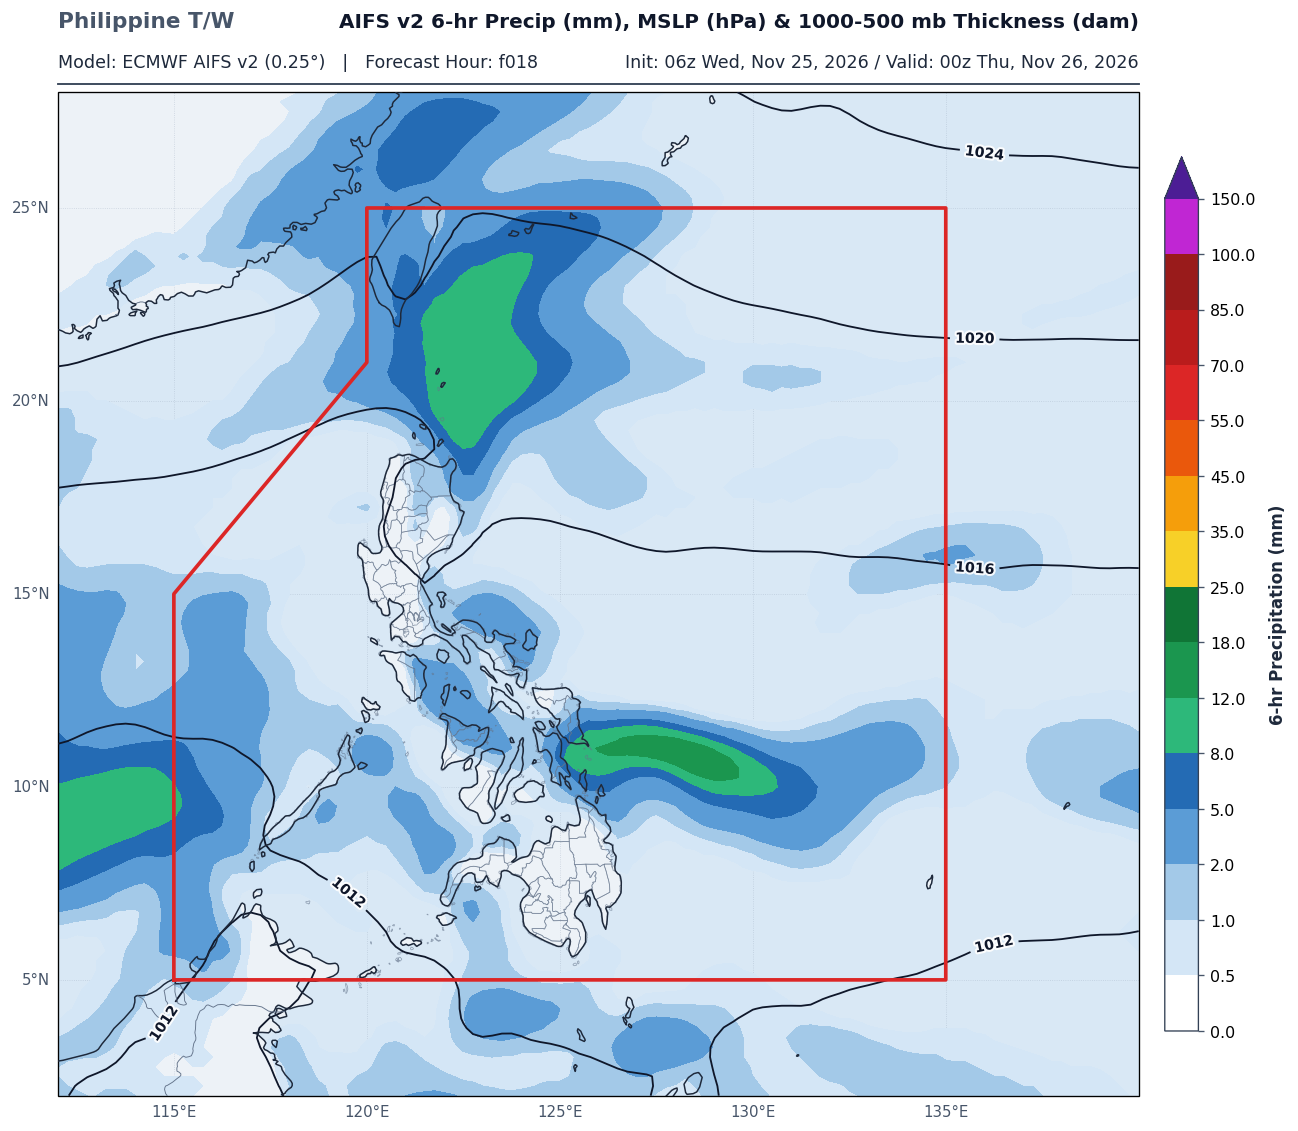 Philippine T/W
AIFS v2 6-hr Precip (mm), MSLP (hPa) & 1000-500 mb Thickness (dam)
Model: ECMWF AIFS v2 (0.25°)   |   Forecast Hour: f018
Init: 06z Wed, Nov 25, 2026 / Valid: 00z Thu, Nov 26, 2026
1024
1020
1016
1012
1012
1012
25°N
20°N
15°N
10°N
5°N
115°E
120°E
125°E
130°E
135°E
150.0
100.0
85.0
70.0
55.0
45.0
35.0
25.0
18.0
12.0
8.0
5.0
2.0
1.0
0.5
0.0
6-hr Precipitation (mm)